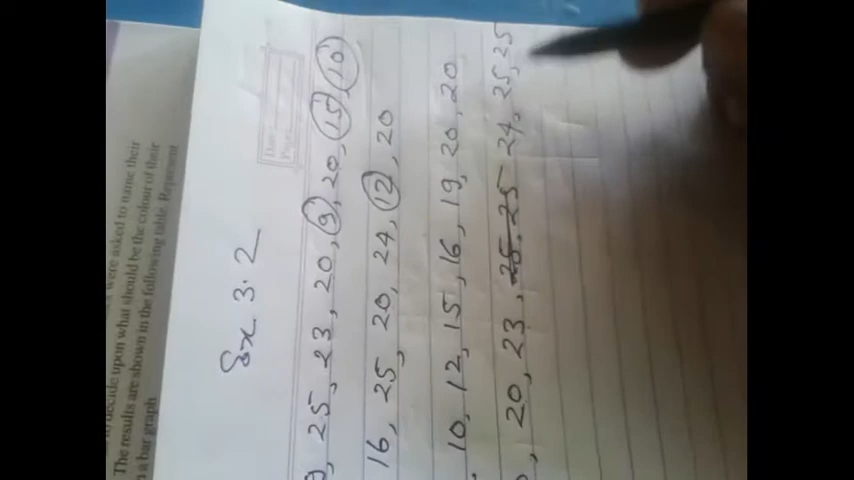 were asked to name their
decide upon what should be the colour of their
The results are shown in the following table. Represent
a bar graph
Date
Page
Ex 3.2
, 25, 23, 20, 9, 20, 15, 10
16, 25, 20, 24, 12, 20
10, 12, 15, 16, 19, 20, 20
, 20, 23, 25, 25 24, 25, 25